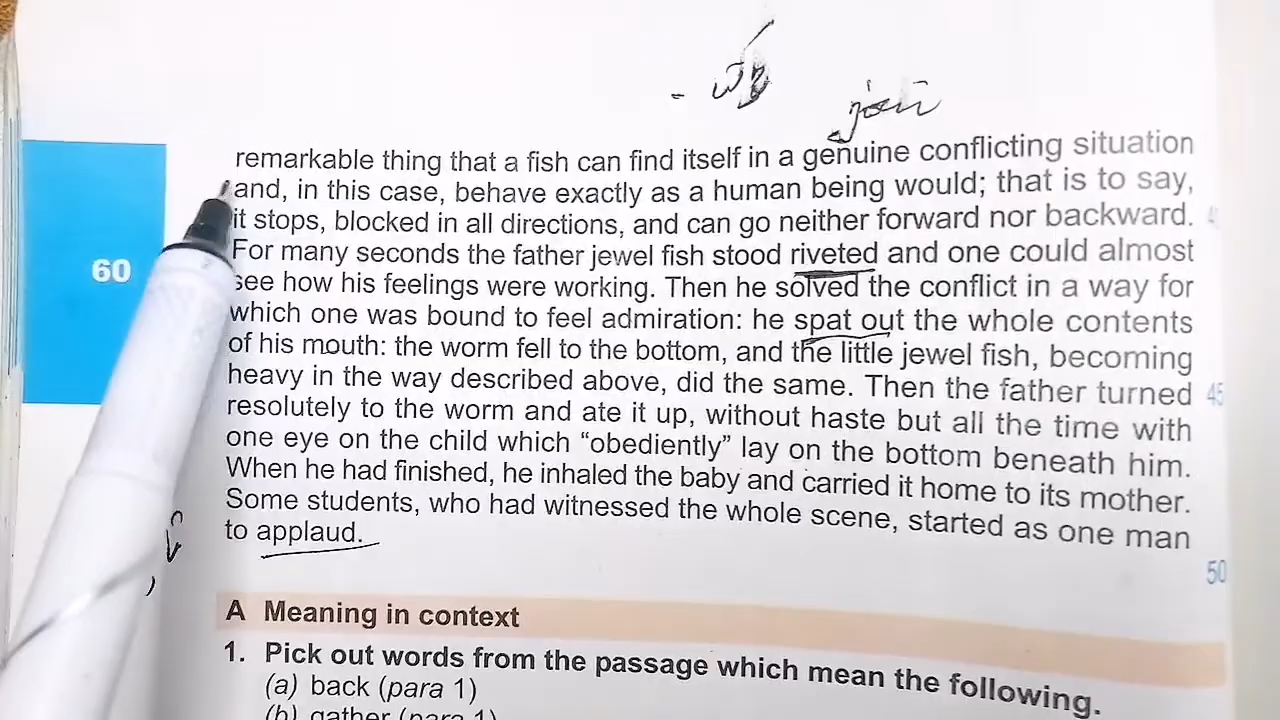 remarkable thing that a fish can find itself in a genuine conflicting situation
and, in this case, behave exactly as a human being would; that is to say,
it stops, blocked in all directions, and can go neither forward nor backward.
For many seconds the father jewel fish stood riveted and one could almost
see how his feelings were working. Then he solved the conflict in a way for
which one was bound to feel admiration: he spat out the whole contents
of his mouth: the worm fell to the bottom, and the little jewel fish, becoming
heavy in the way described above, did the same. Then the father turned 45
resolutely to the worm and ate it up, without haste but all the time with
one eye on the child which “obediently” lay on the bottom beneath him.
When he had finished, he inhaled the baby and carried it home to its mother.
Some students, who had witnessed the whole scene, started as one man
to applaud.
50
60
A Meaning in context
1. Pick out words from the passage which mean the following.
(a) back (para 1)
(b) gather (para 1)